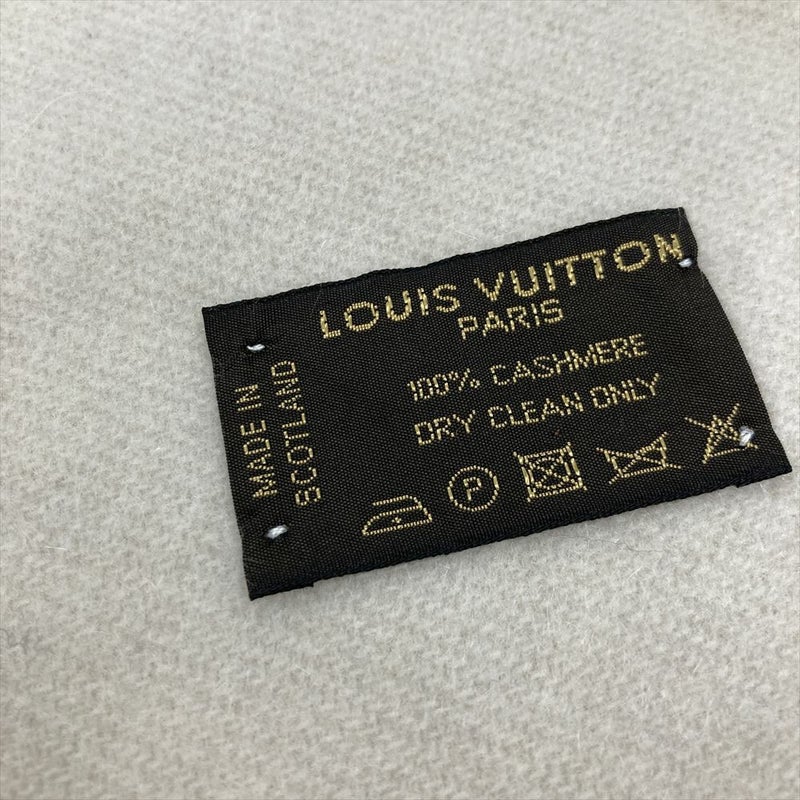 LOUIS VUITTON
PARIS
100% CASHMERE
DRY CLEAN ONLY
MADE IN
SCOTLAND
P